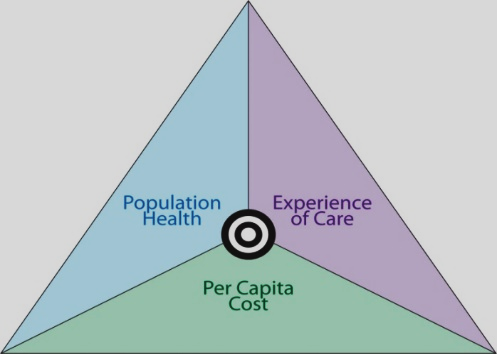 Population
Health
Experience
of Care
Per Capita
Cost